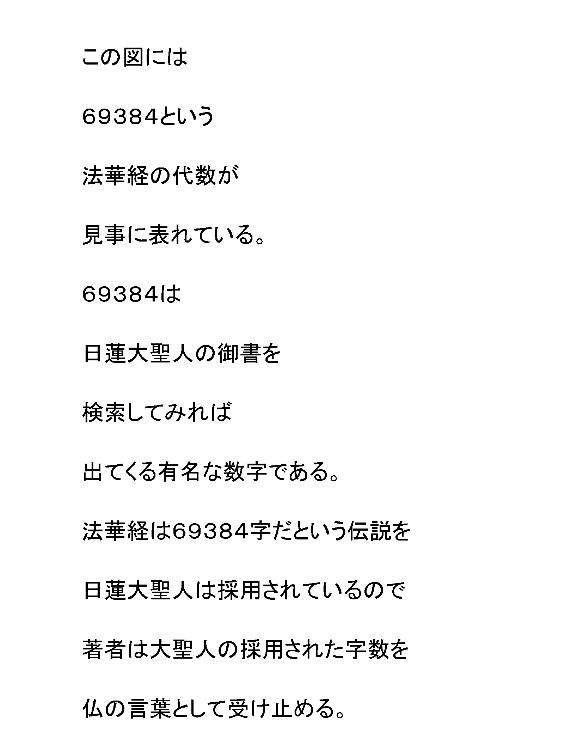 この図には
６９３８４という
法華経の代数が
見事に表れている。
６９３８４は
日蓮大聖人の御書を
検索してみれば
出てくる有名な数字である。
法華経は６９３８４字だという伝説を
日蓮大聖人は採用されているので
著者は大聖人の採用された字数を
仏の言葉として受け止める。